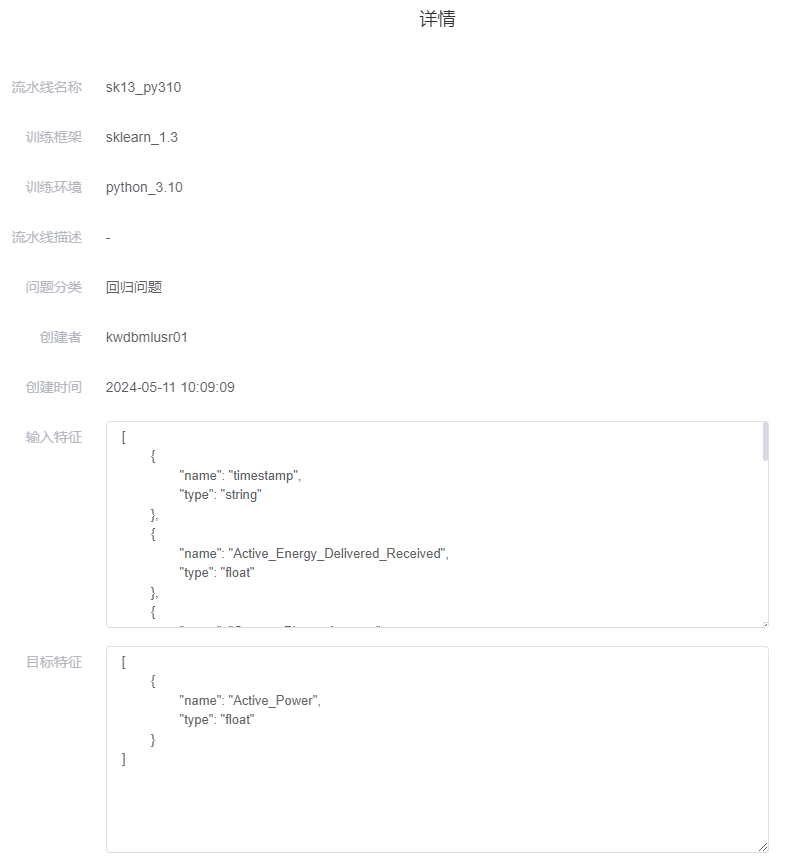 详情
流水线名称 sk13_py310
训练框架 sklearn_1.3
训练环境 python_3.10
流水线描述 -
问题分类 回归问题
创建者 kwdbmlusr01
创建时间 2024-05-11 10:09:09
输入特征 [
{
"name": "timestamp",
"type": "string"
},
{
"name": "Active_Energy_Delivered_Received",
"type": "float"
},
{
目标特征 [
{
"name": "Active_Power",
"type": "float"
}
]